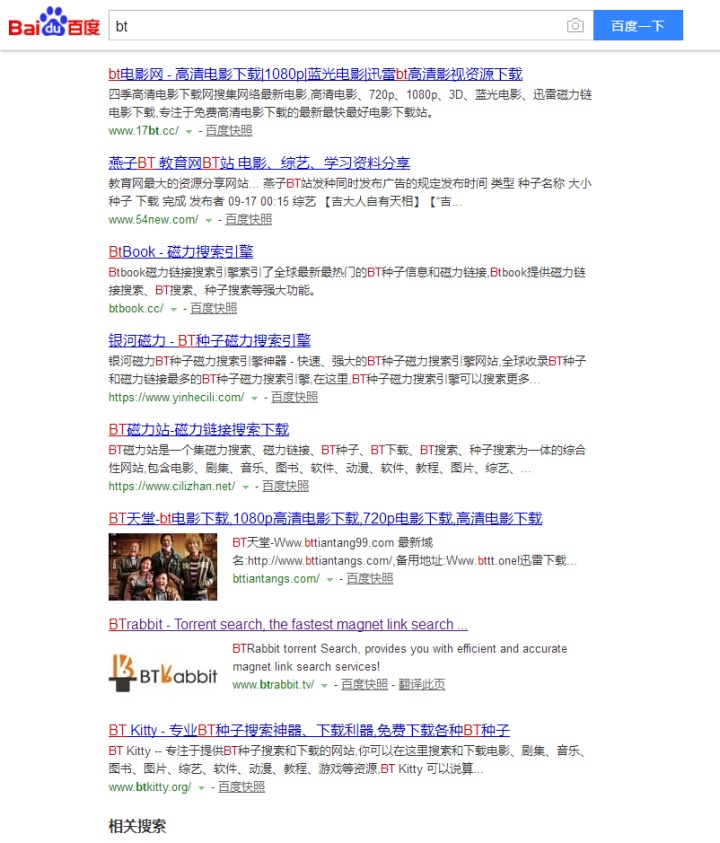 Baidu百度 bt 百度一下
bt电影网 - 高清电影下载|1080p|蓝光电影|迅雷bt高清影视资源下载
四季高清电影下载网搜集网络最新电影,高清电影、720p、1080p、3D、蓝光电影、迅雷磁力链
电影下载,专注于免费高清电影下载的最新最快最好电影下载站。
www.17bt.cc/ - 百度快照
燕子BT 教育网BT站 电影、综艺、学习资料分享
教育网最大的资源分享网站... 燕子BT站发种同时发布广告的规定发布时间 类型 种子名称 大小
种子 下载 完成 发布者 09-17 00:15 综艺 【吉大人自有天相】【"吉...
www.54new.com/ - 百度快照
BtBook - 磁力搜索引擎
Btbook磁力链接搜索引擎索引了全球最新最热门的BT种子信息和磁力链接,Btbook提供磁力链
接搜索、BT搜索、种子搜索等强大功能。
btbook.cc/ - 百度快照
银河磁力 - BT种子磁力搜索引擎
银河磁力BT种子磁力搜索引擎神器 - 快速、强大的BT种子磁力搜索引擎网站,全球收录BT种子
和磁力链接最多的BT种子磁力搜索引擎,在这里,BT种子磁力搜索引擎可以搜索更多...
https://www.yinhecili.com/ - 百度快照
BT磁力站-磁力链接搜索下载
BT磁力站是一个集磁力搜索、磁力链接、BT种子、BT下载、BT搜索、种子搜索为一体的综合
性网站,包含电影、剧集、音乐、图书、软件、动漫、软件、教程、图片、综艺、...
https://www.cilizhan.net/ - 百度快照
BT天堂-bt电影下载,1080p高清电影下载,720p电影下载,高清电影下载
BT天堂-Www.bttiantang99.com 最新域
名:http://www.bttiantangs.com/,备用地址:Www.bttt.one!迅雷下载...
bttiantangs.com/ - 百度快照
BTrabbit - Torrent search, the fastest magnet link search ...
BTRabbit torrent Search, provides you with efficient and accurate
magnet link search services!
BTRabbit
www.btrabbit.tv/ - 百度快照 - 翻译此页
BT Kitty - 专业BT种子搜索神器、下载利器,免费下载各种BT种子
BT Kitty -- 专注于提供BT种子搜索和下载的网站,你可以在这里搜索和下载电影、剧集、音乐、
图书、图片、综艺、软件、动漫、教程、游戏等资源,BT Kitty 可以说算...
www.btkitty.org/ - 百度快照
相关搜索